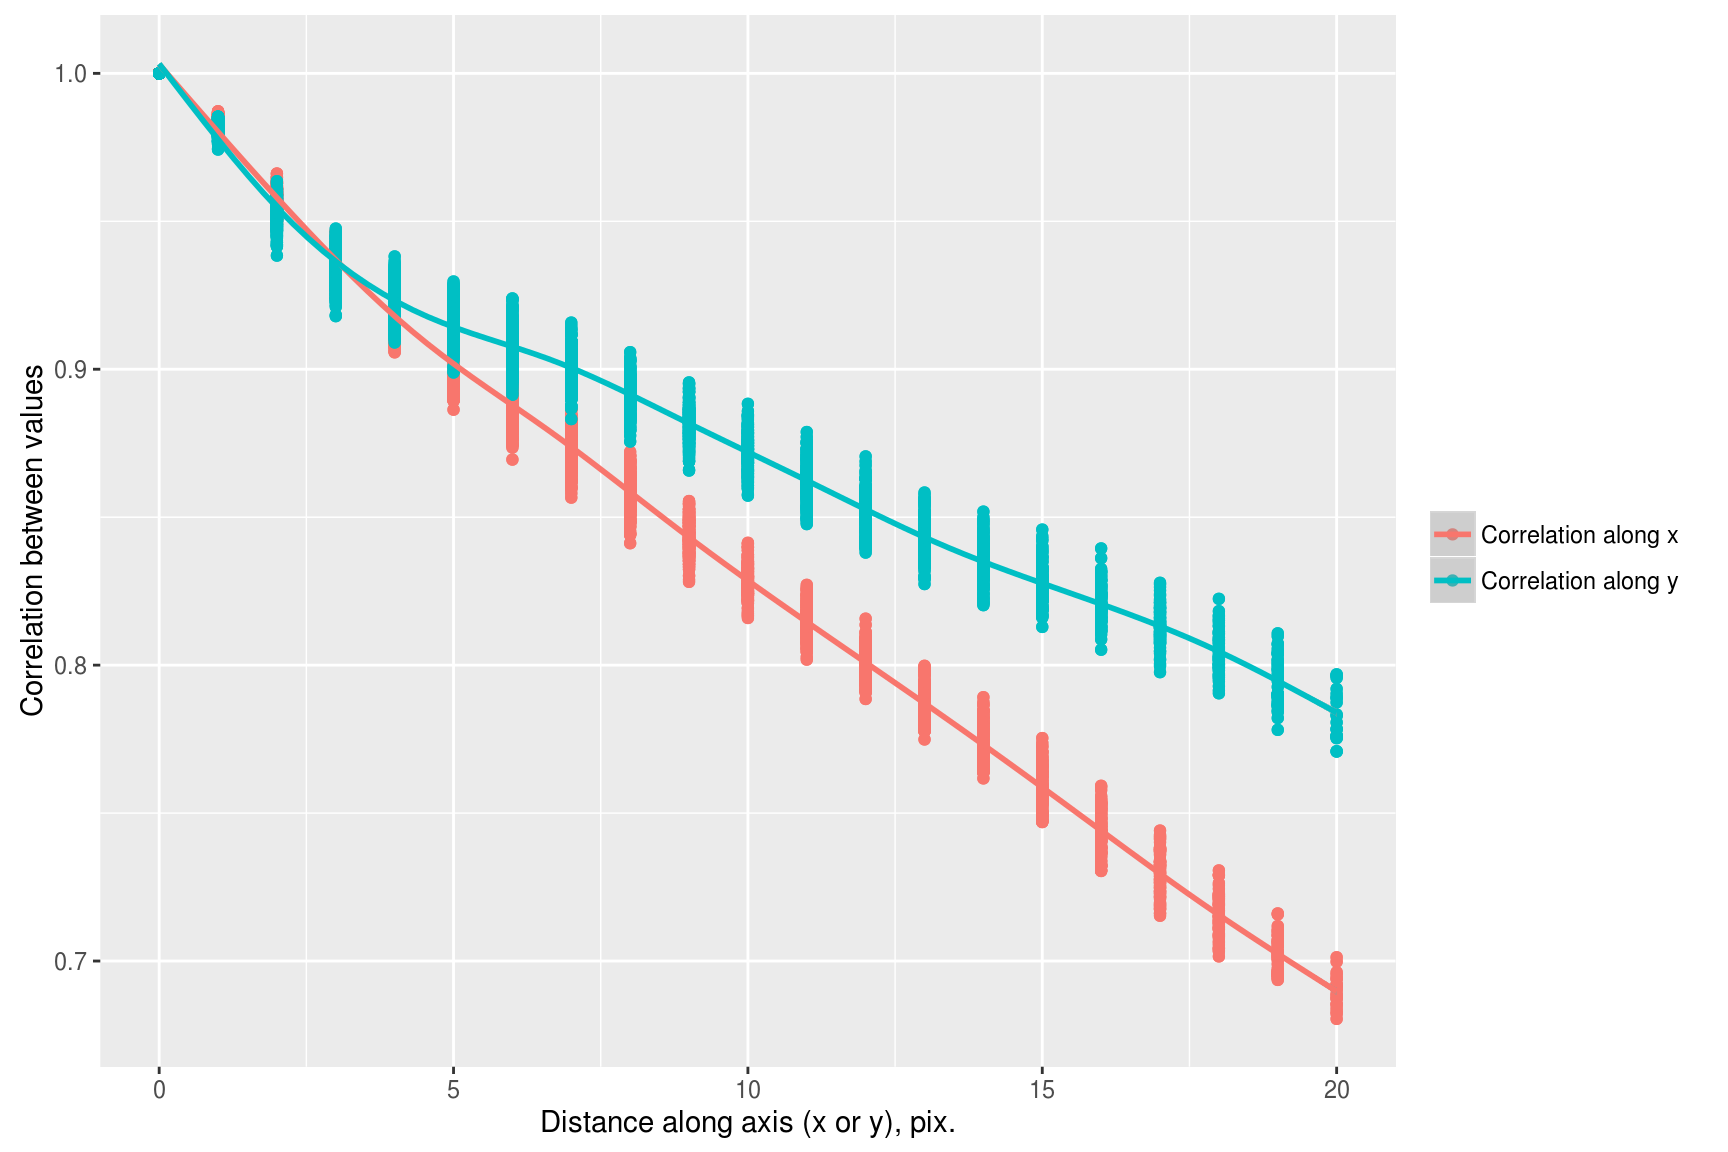 1.0
0.9
0.8
0.7
Correlation between values
0 5 10 15 20
Distance along axis (x or y), pix.
Correlation along x
Correlation along y